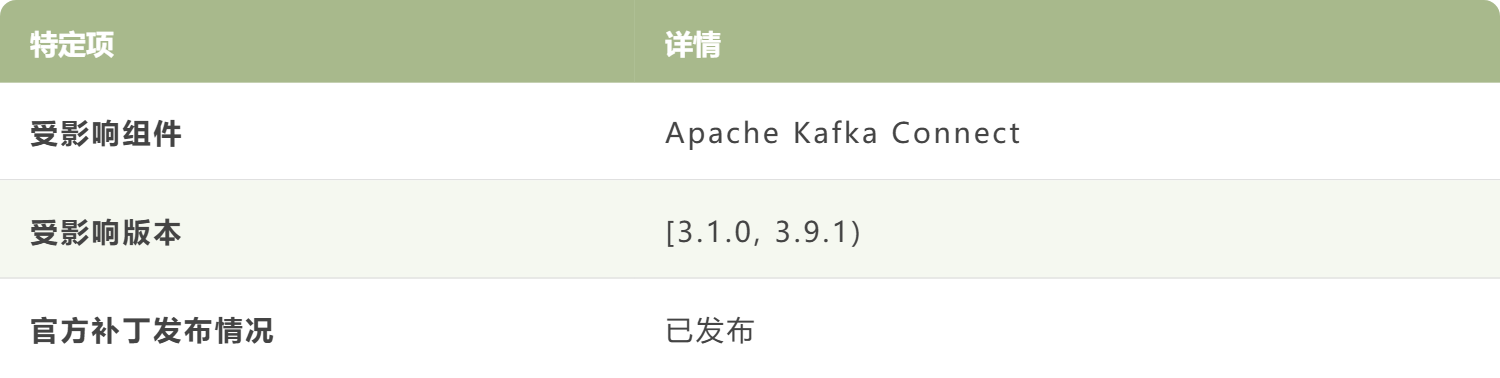 特定项 详情
受影响组件 Apache Kafka Connect
受影响版本 [3.1.0, 3.9.1)
官方补丁发布情况 已发布